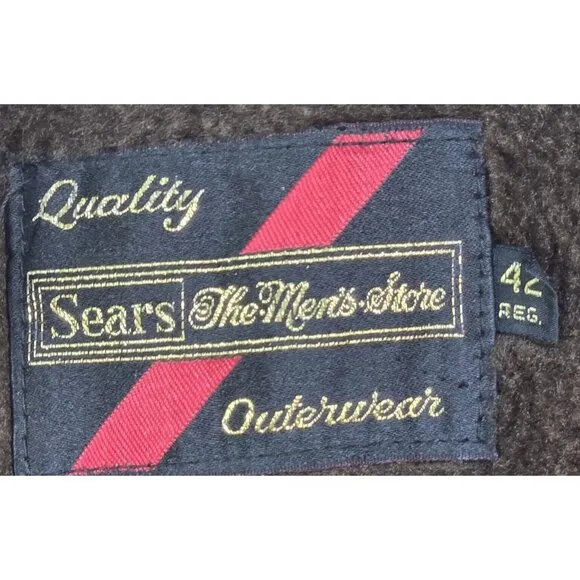 Quality
Sears The Men's Store
Outerwear
42
REG.